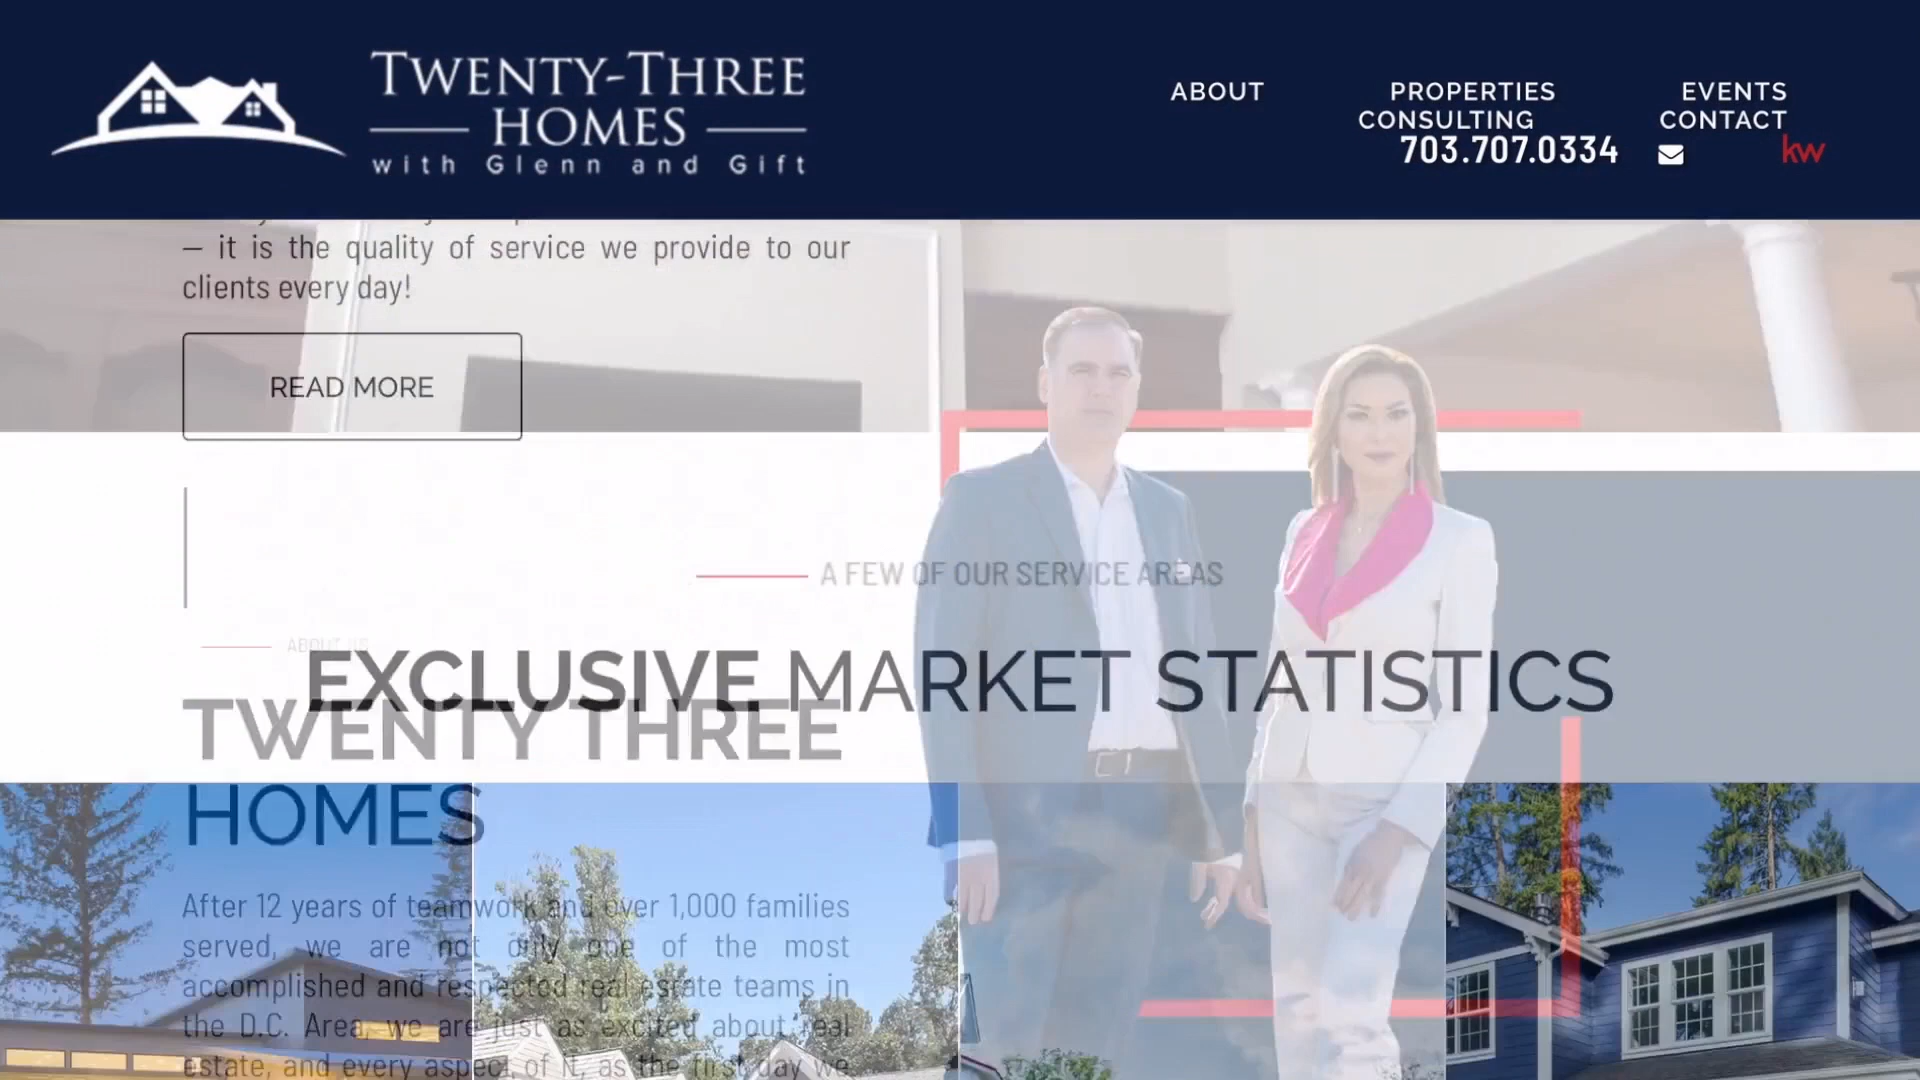 TWENTY-THREE
HOMES
with Glenn and Gift
ABOUT
PROPERTIES
EVENTS
CONSULTING
CONTACT
703.707.0334
kw
– it is the quality of service we provide to our
clients every day!
READ MORE
A FEW OF OUR SERVICE AREAS
ABOUT US
EXCLUSIVE MARKET STATISTICS
TWENTY THREE
HOMES
After 12 years of teamwork and over 1,000 families
served, we are not only one of the most
accomplished and respected real estate teams in
the D.C. Area, we are just as excited about real
estate, and every aspect of it, as the first day we